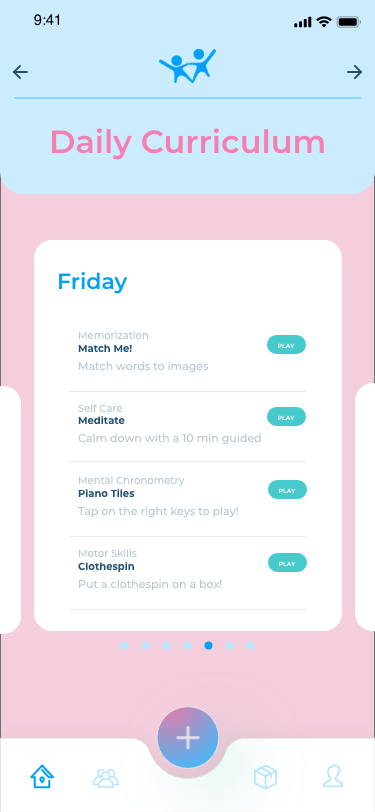 9:41
Daily Curriculum
Friday
Memorization
Match Me!
PLAY
Match words to images
Self Care
Meditate
PLAY
Calm down with a 10 min guided
Mental Chronometry
Piano Tiles
PLAY
Tap on the right keys to play!
Motor Skills
Clothespin
PLAY
Put a clothespin on a box!